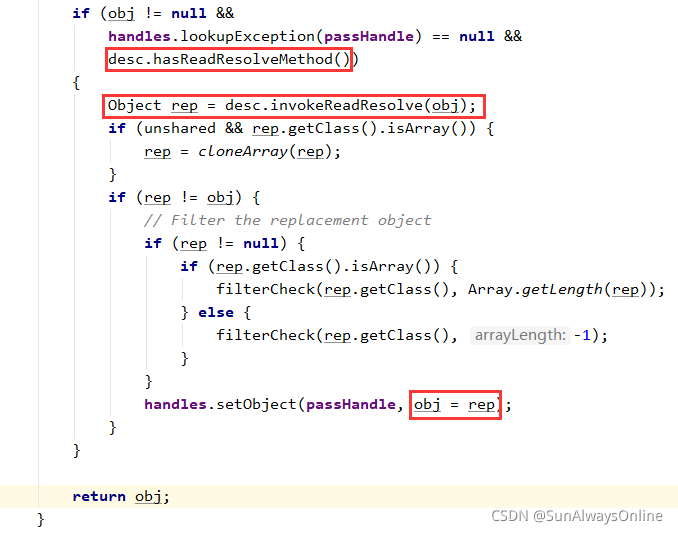 if (obj != null &&
handles.lookupException(passHandle) == null &&
desc.hasReadResolveMethod())
{
Object rep = desc.invokeReadResolve(obj);
if (unshared && rep.getClass().isArray()) {
rep = cloneArray(rep);
}
if (rep != obj) {
// Filter the replacement object
if (rep != null) {
if (rep.getClass().isArray()) {
filterCheck(rep.getClass(), Array.getLength(rep));
} else {
filterCheck(rep.getClass(), arrayLength: -1);
}
}
handles.setObject(passHandle, obj = rep);
}
}
return obj;
}
CSDN @SunAlwaysOnline